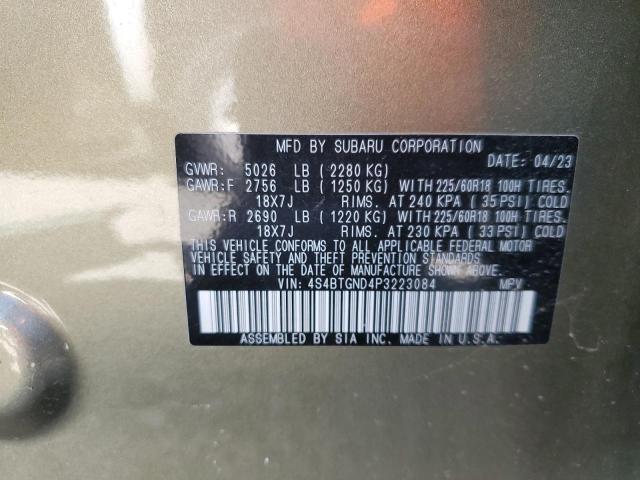 MFD BY SUBARU CORPORATION
DATE: 04/23
GVWR: 5026 LB ( 2280 KG)
GAWR:F 2756 LB ( 1250 KG) WITH 225/60R18 100H TIRES.
18X7J RIMS. AT 240 KPA ( 35 PSI) COLD
GAWR:R 2690 LB ( 1220 KG) WITH 225/60R18 100H TIRES.
18X7J RIMS. AT 230 KPA ( 33 PSI) COLD
THIS VEHICLE CONFORMS TO ALL APPLICABLE FEDERAL MOTOR
VEHICLE SAFETY AND THEFT PREVENTION STANDARDS
IN EFFECT ON THE DATE OF MANUFACTURE SHOWN ABOVE.
VIN: 4S4BTGND4P3223084 MPV
ASSEMBLED BY SIA INC. MADE IN U.S.A.